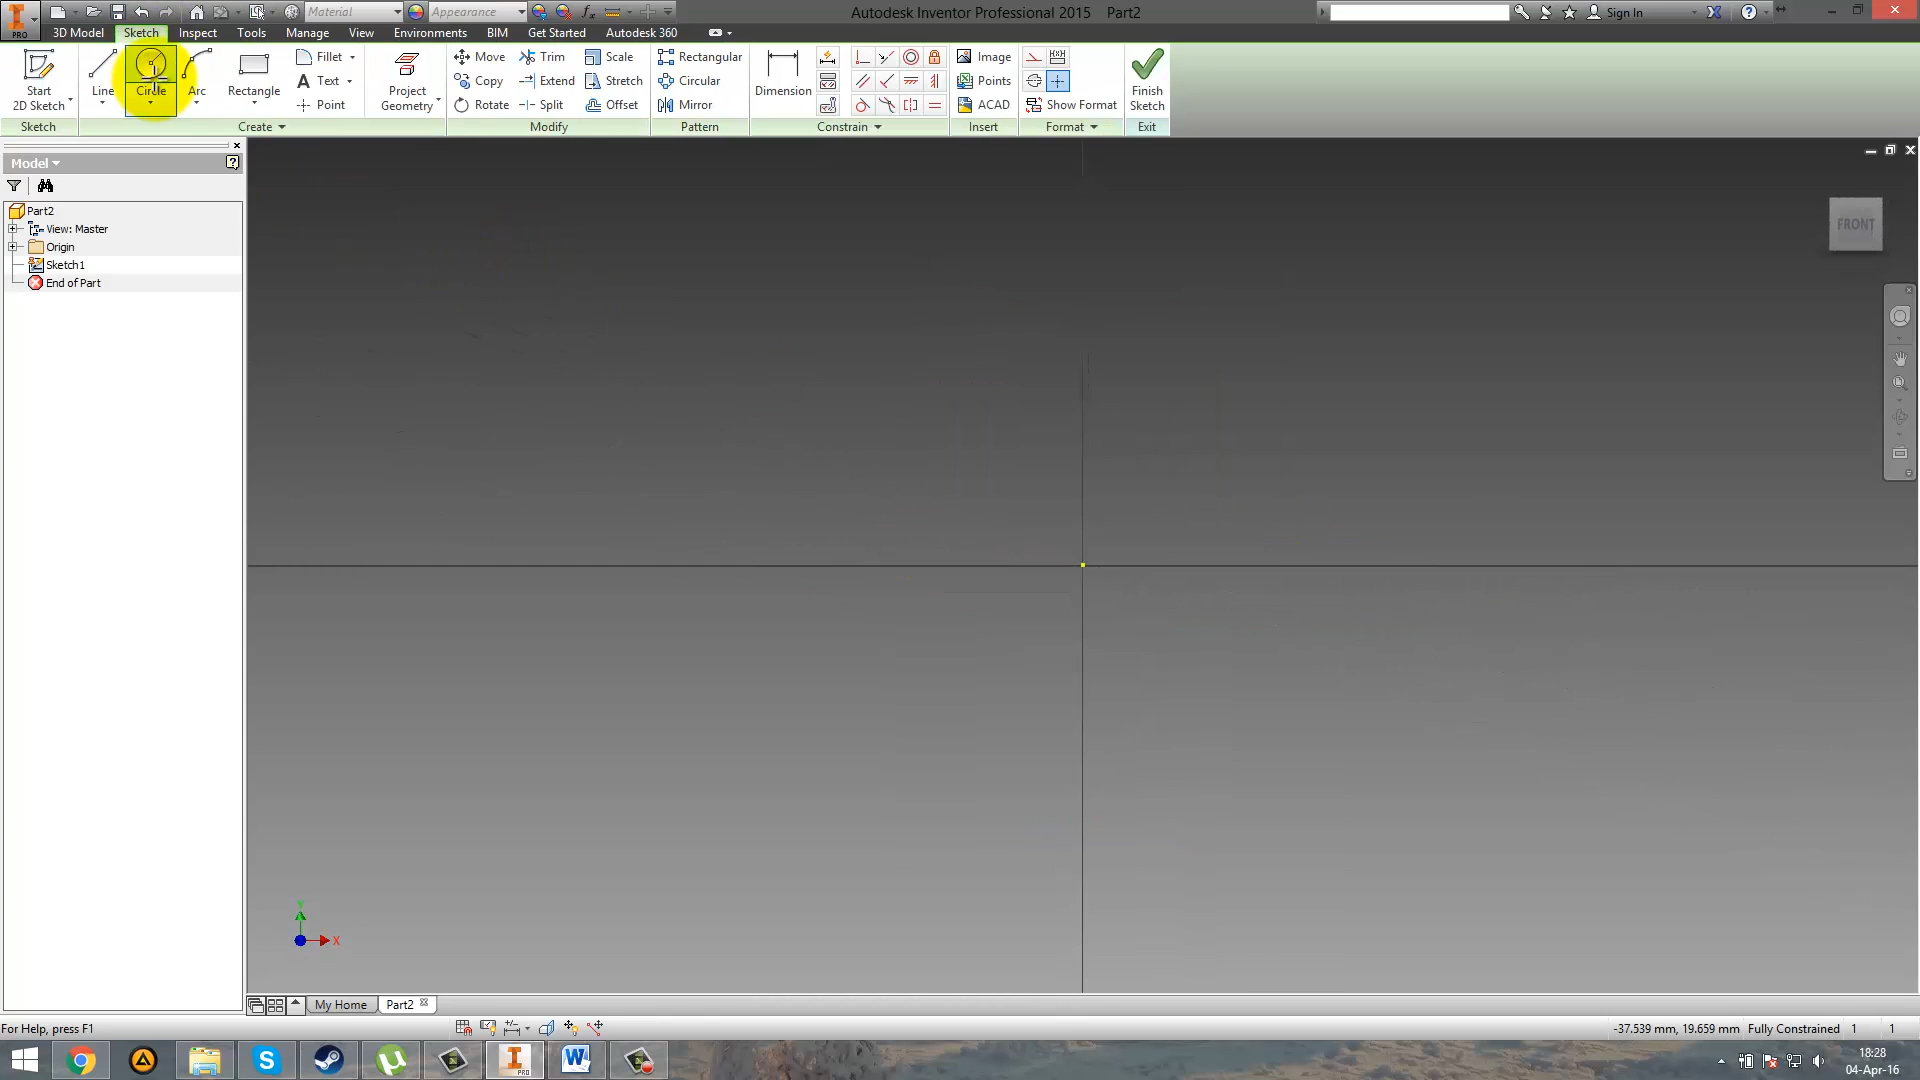 Material
Appearance
Autodesk Inventor Professional 2015 Part2
Sign In
PRO
3D Model Sketch Inspect Tools Manage View Environments BIM Get Started Autodesk 360
Start
2D Sketch
Line
Circle
Arc
Rectangle
Fillet
Text
Point
Project
Geometry
Move
Copy
Rotate
Trim
Extend
Split
Scale
Stretch
Offset
Rectangular
Circular
Mirror
Dimension
Image
Points
ACAD
Show Format
Finish
Sketch
Sketch Create Modify Pattern Constrain Insert Format Exit
Model
Part2
View: Master
Origin
Sketch1
End of Part
FRONT
Y
X
My Home Part2
For Help, press F1
-37.539 mm, 19.659 mm Fully Constrained 1 1
18:28
04-Apr-16